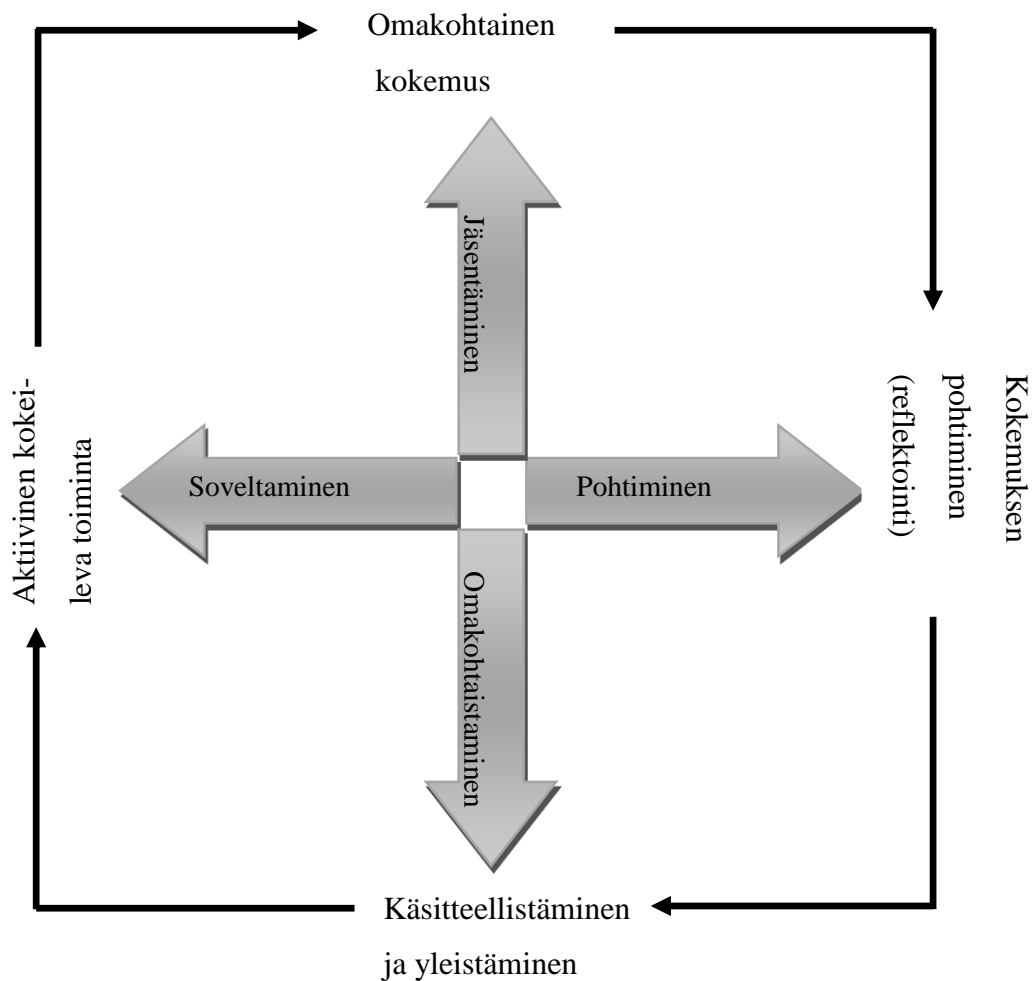 Omakohtainen
kokemus
Jäsentäminen
Kokemuksen
pohtiminen
(reflektointi)
Aktiivinen kokei-
leva toiminta
Soveltaminen
Pohtiminen
Omakohtaistaminen
Käsitteellistäminen
ja yleistäminen